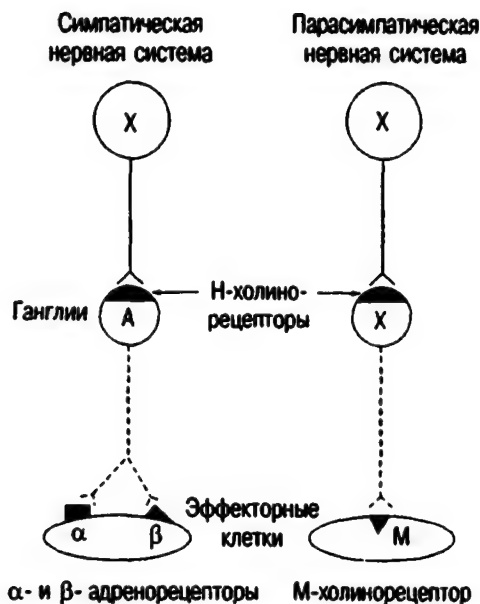 Симпатическая
нервная система
Парасимпатическая
нервная система
Х
Х
Ганглии
А
Н-холино-
рецепторы
Х
α
β
Эффекторные
клетки
М
α- и β- адренорецепторы
М-холинорецептор